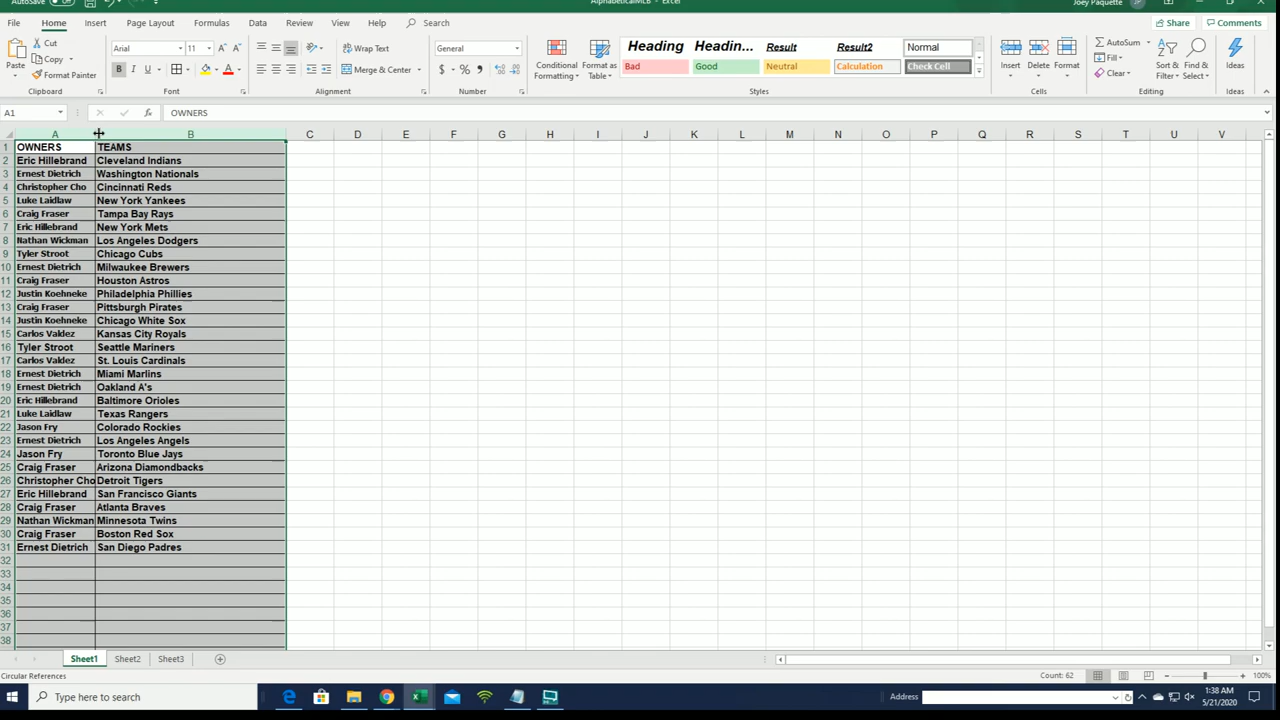 AutoSave Off AlphabeticalMLB - Excel Joey Paquette JP
File Home Insert Page Layout Formulas Data Review View Help Search Share Comments
Paste Cut Copy Format Painter Clipboard
Arial 11 A A B I U A Font
Wrap Text Merge & Center Alignment
General $ % Number
Conditional Formatting Format as Table
Heading Headin... Result Result2 Normal
Bad Good Neutral Calculation Check Cell
Styles
Insert Delete Format Cells
AutoSum Fill Clear Sort & Filter Find & Select Editing
Ideas Ideas
A1 fx OWNERS
A B C D E F G H I J K L M N O P Q R S T U V
1 OWNERS TEAMS
2 Eric Hillebrand Cleveland Indians
3 Ernest Dietrich Washington Nationals
4 Christopher Cho Cincinnati Reds
5 Luke Laidlaw New York Yankees
6 Craig Fraser Tampa Bay Rays
7 Eric Hillebrand New York Mets
8 Nathan Wickman Los Angeles Dodgers
9 Tyler Stroot Chicago Cubs
10 Ernest Dietrich Milwaukee Brewers
11 Craig Fraser Houston Astros
12 Justin Koehneke Philadelphia Phillies
13 Craig Fraser Pittsburgh Pirates
14 Justin Koehneke Chicago White Sox
15 Carlos Valdez Kansas City Royals
16 Tyler Stroot Seattle Mariners
17 Carlos Valdez St. Louis Cardinals
18 Ernest Dietrich Miami Marlins
19 Ernest Dietrich Oakland A's
20 Eric Hillebrand Baltimore Orioles
21 Luke Laidlaw Texas Rangers
22 Jason Fry Colorado Rockies
23 Ernest Dietrich Los Angeles Angels
24 Jason Fry Toronto Blue Jays
25 Craig Fraser Arizona Diamondbacks
26 Christopher Cho Detroit Tigers
27 Eric Hillebrand San Francisco Giants
28 Craig Fraser Atlanta Braves
29 Nathan Wickman Minnesota Twins
30 Craig Fraser Boston Red Sox
31 Ernest Dietrich San Diego Padres
32
33
34
35
36
37
38
Sheet1 Sheet2 Sheet3
Circular References Count: 62 100%
Type here to search Address 1:38 AM
5/21/2020